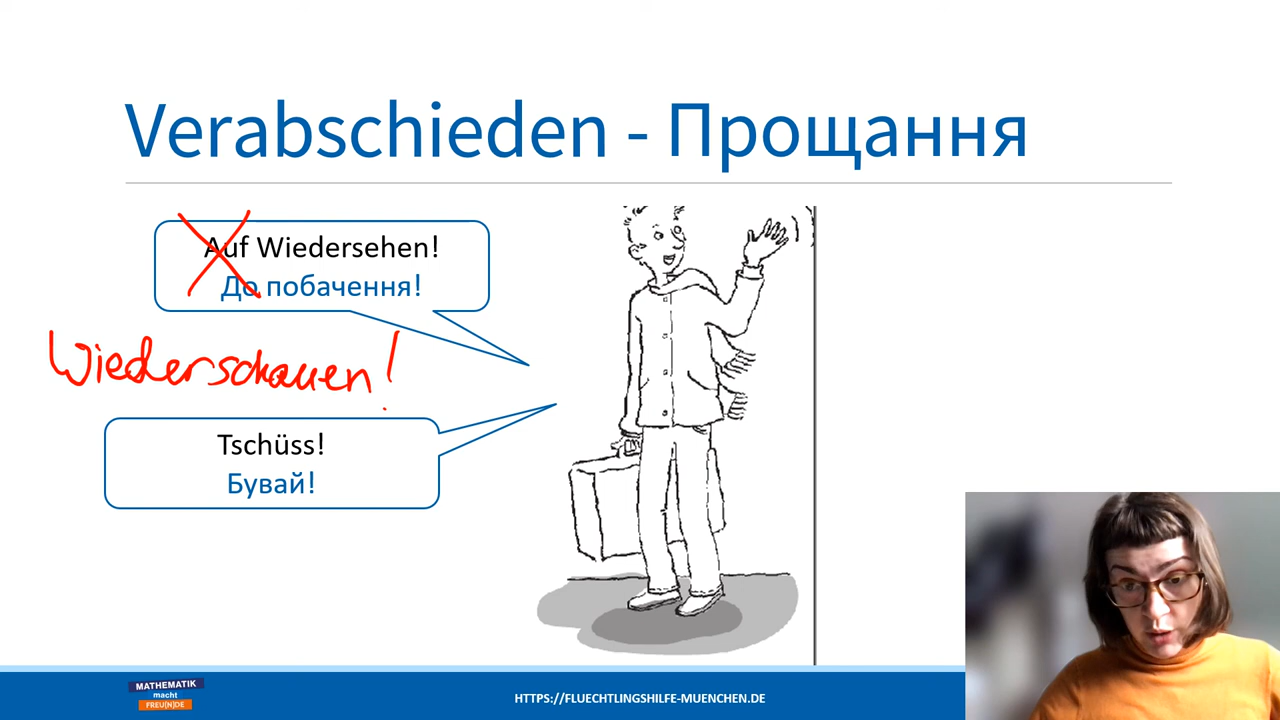 Verabschieden - Прощання
Auf Wiedersehen!
До побачення!
Wiederschauen!
Tschüss!
Бувай!
MATHEMATIK
macht
FREU(N)DE
HTTPS://FLUECHTLINGSHILFE-MUENCHEN.DE